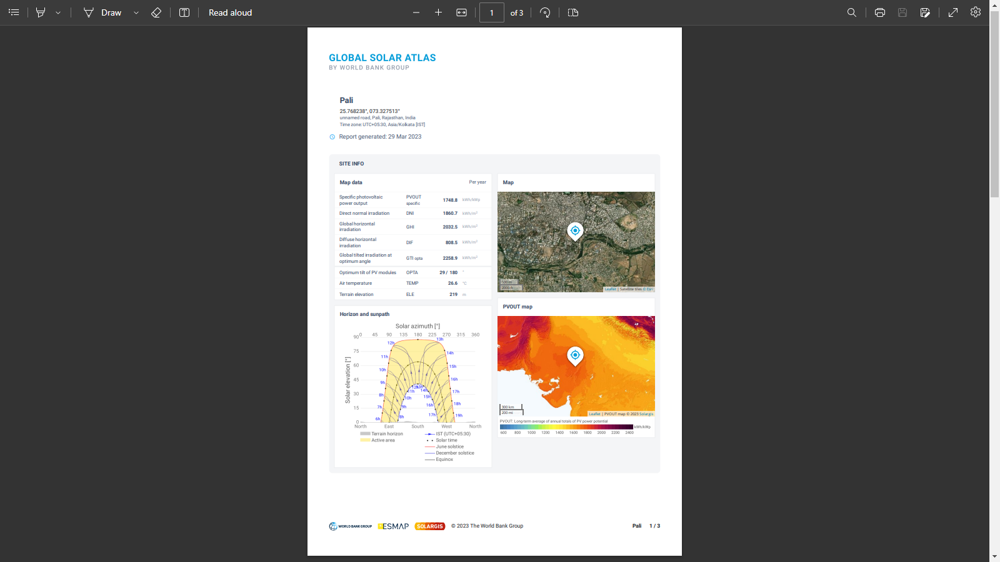 Draw
Read aloud
1
of 3
GLOBAL SOLAR ATLAS
BY WORLD BANK GROUP
Pali
25.768238°, 073.327513°
unnamed road, Pali, Rajasthan, India
Time zone: UTC+05:30, Asia/Kolkata [IST]
Report generated: 29 Mar 2023
SITE INFO
Map data Per year
Specific photovoltaic
power output PVOUT
specific 1748.8 kWh/kWp
Direct normal irradiation DNI 1860.7 kWh/m²
Global horizontal
irradiation GHI 2032.5 kWh/m²
Diffuse horizontal
irradiation DIF 808.5 kWh/m²
Global tilted irradiation at
optimum angle GTI opta 2258.9 kWh/m²
Optimum tilt of PV modules OPTA 29 / 180 °
Air temperature TEMP 26.6 °C
Terrain elevation ELE 219 m
Map
500 m
2000 ft
Leaflet | Satellite tiles © Esri
Horizon and sunpath
Solar azimuth [°]
0 45 90 135 180 225 270 315 360
Solar elevation [°]
90
75
60
45
30
15
0
12h
11h
10h
9h
8h
7h
6h
13h
14h
15h
16h
17h
18h
19h
12h
13h
11h
14h
10h
15h
9h
16h
8h
17h
North East South West North
Terrain horizon
Active area
IST (UTC+05:30)
Solar time
June solstice
December solstice
Equinox
PVOUT map
300 km
200 mi
Leaflet | PVOUT map © 2023 Solargis
PVOUT: Long-term average of annual totals of PV power potential
kWh/kWp
600 800 1000 1200 1400 1600 1800 2000 2200 2400
WORLD BANK GROUP
ESMAP
SOLARGIS
© 2023 The World Bank Group
Pali 1 / 3